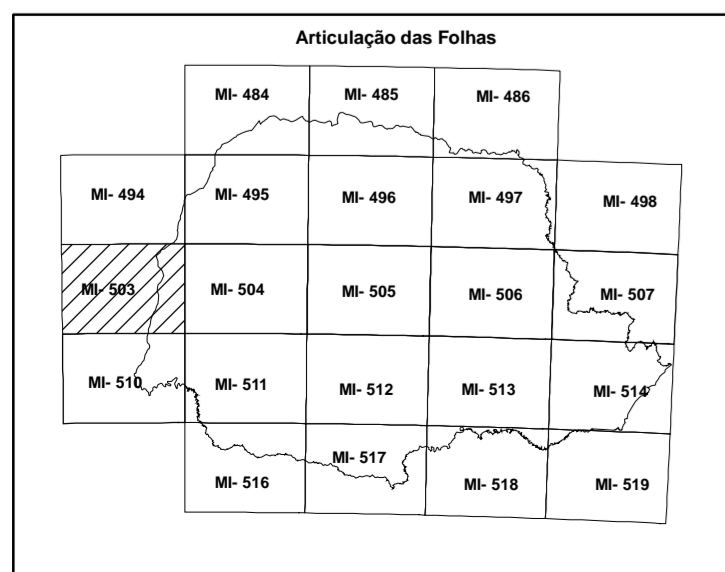 Articulação das Folhas
MI- 484 MI- 485 MI- 486
MI- 494 MI- 495 MI- 496 MI- 497 MI- 498
MI- 503 MI- 504 MI- 505 MI- 506 MI- 507
MI- 510 MI- 511 MI- 512 MI- 513 MI- 514
MI- 516 MI- 517 MI- 518 MI- 519